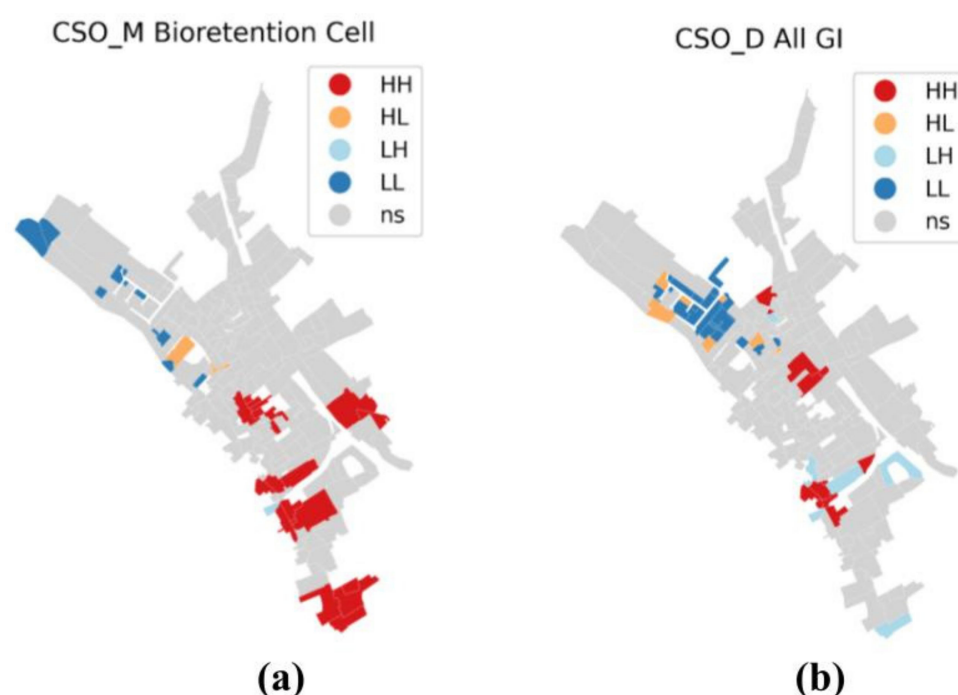 CSO_M Bioretention Cell
HH
HL
LH
LL
ns
(a)
CSO_D All GI
HH
HL
LH
LL
ns
(b)